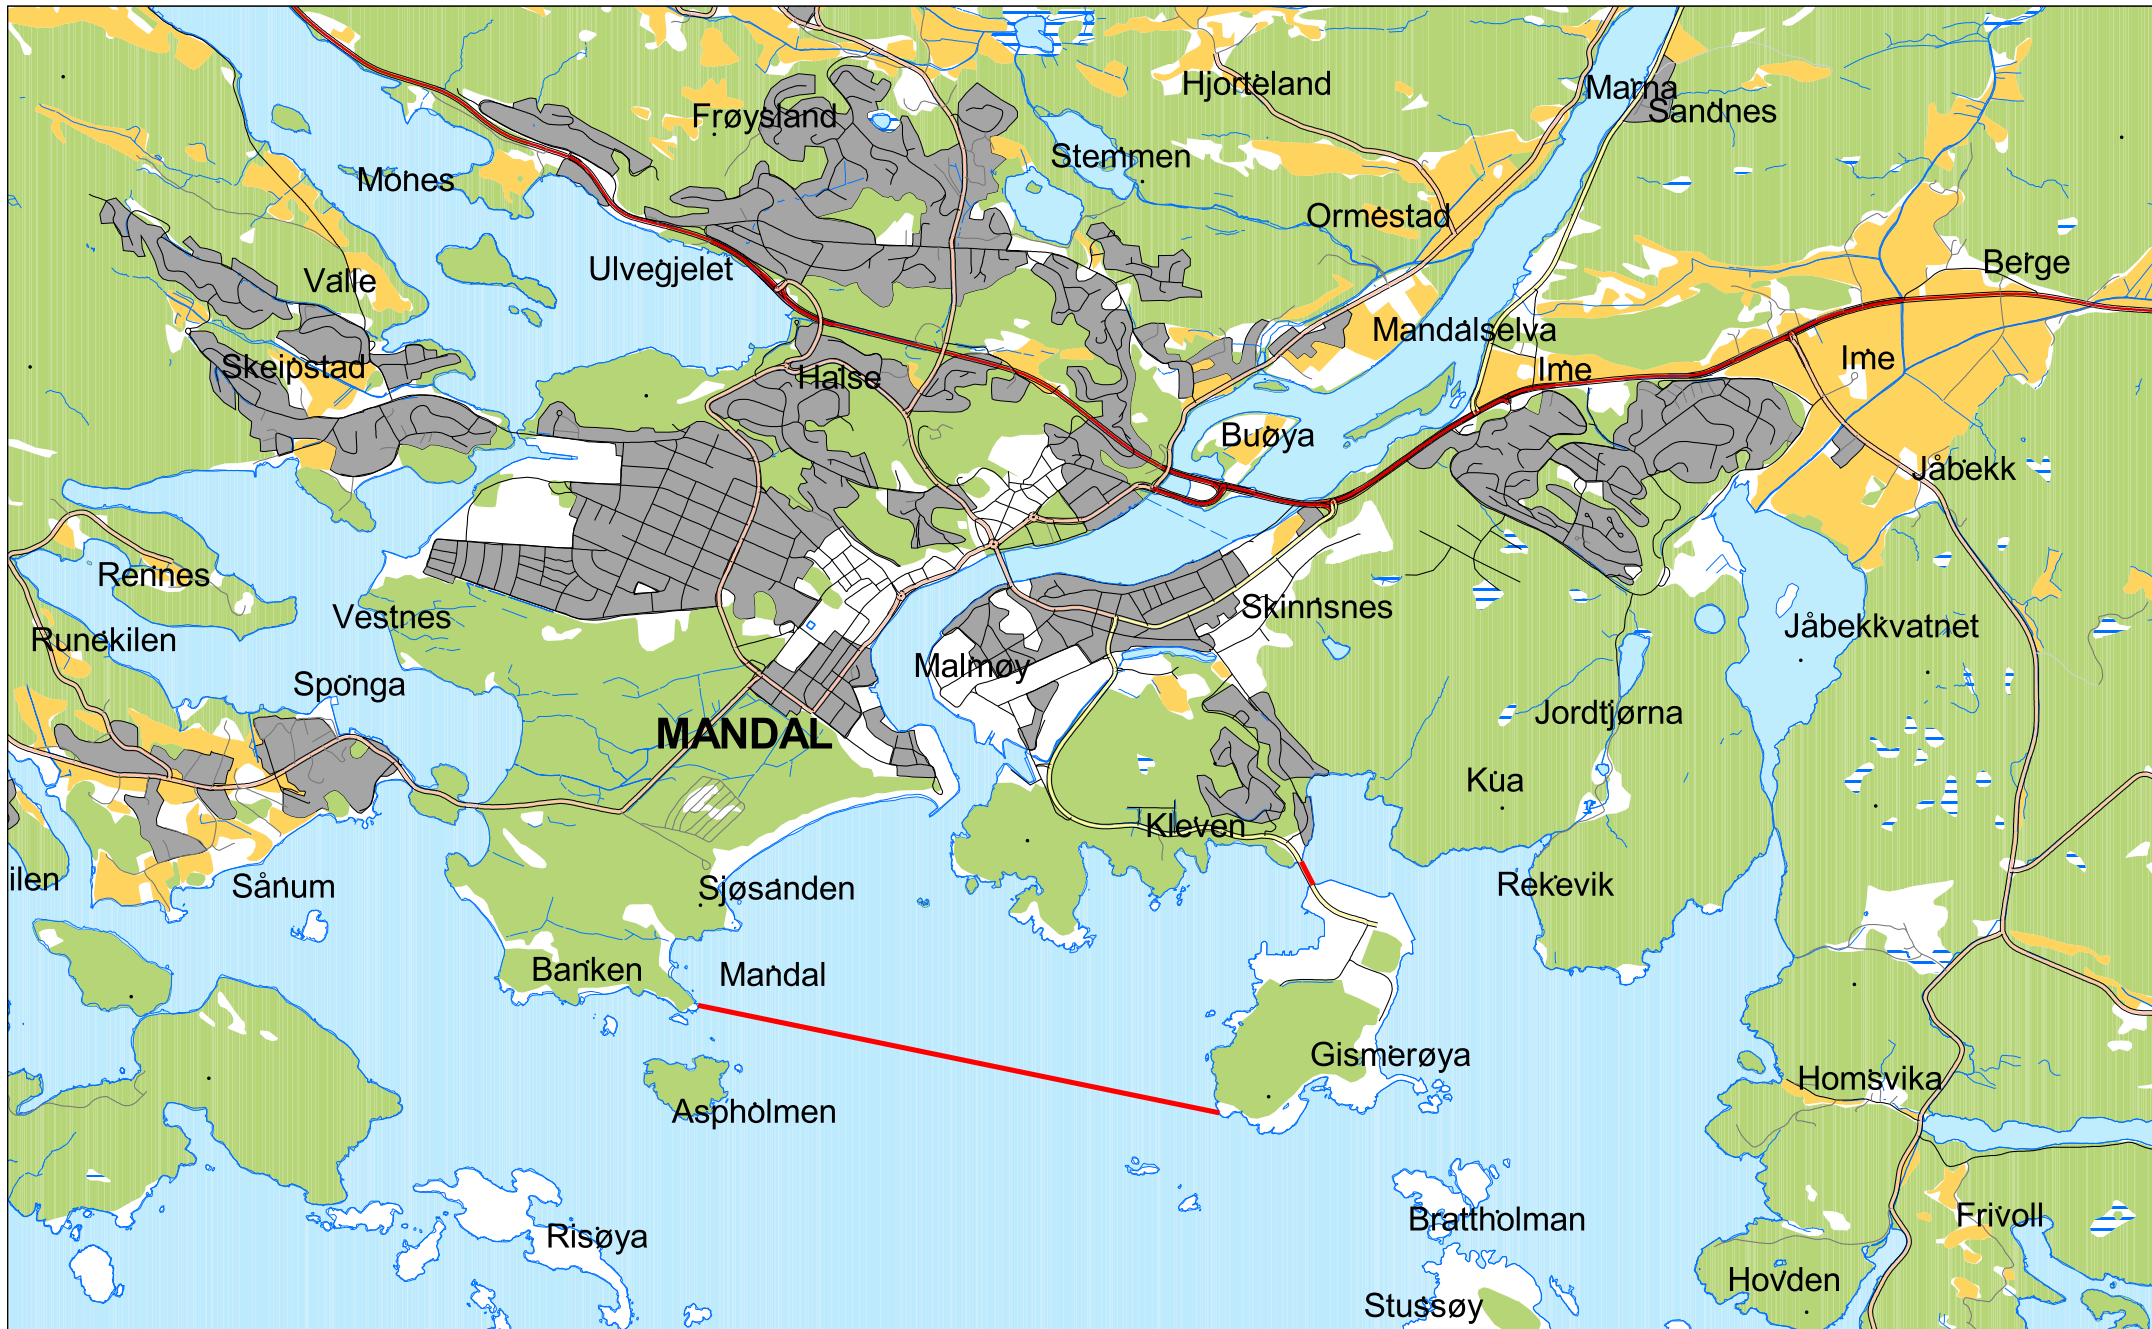 Hjorteland
Marna
Sandnes
Frøysland
Stemmen
Mones
Ormestad
Ulvegjelet
Berge
Valle
Mandalselva
Skeipstad
Halse
Ime
Ime
Buøya
Jåbekk
Rennes
Vestnes
Skinnsnes
Runekilen
Jåbekkvatnet
Malmøy
Sponga
Jordtjørna
MANDAL
Kua
Kleven
ilen
Sånum
Sjøsanden
Rekevik
Banken
Mandal
Gismerøya
Homsvika
Aspholmen
Risøya
Brattholman
Frivoll
Hovden
Stussøy